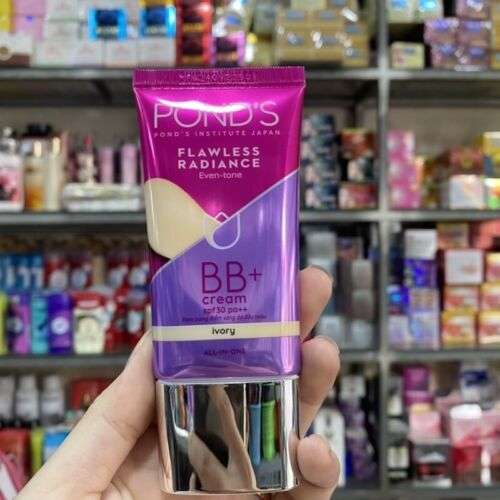 POND'S
POND'S INSTITUTE JAPAN
FLAWLESS
RADIANCE
Even-tone
BB+
cream
spf 30 pa++
ivory
ALL-IN-ONE